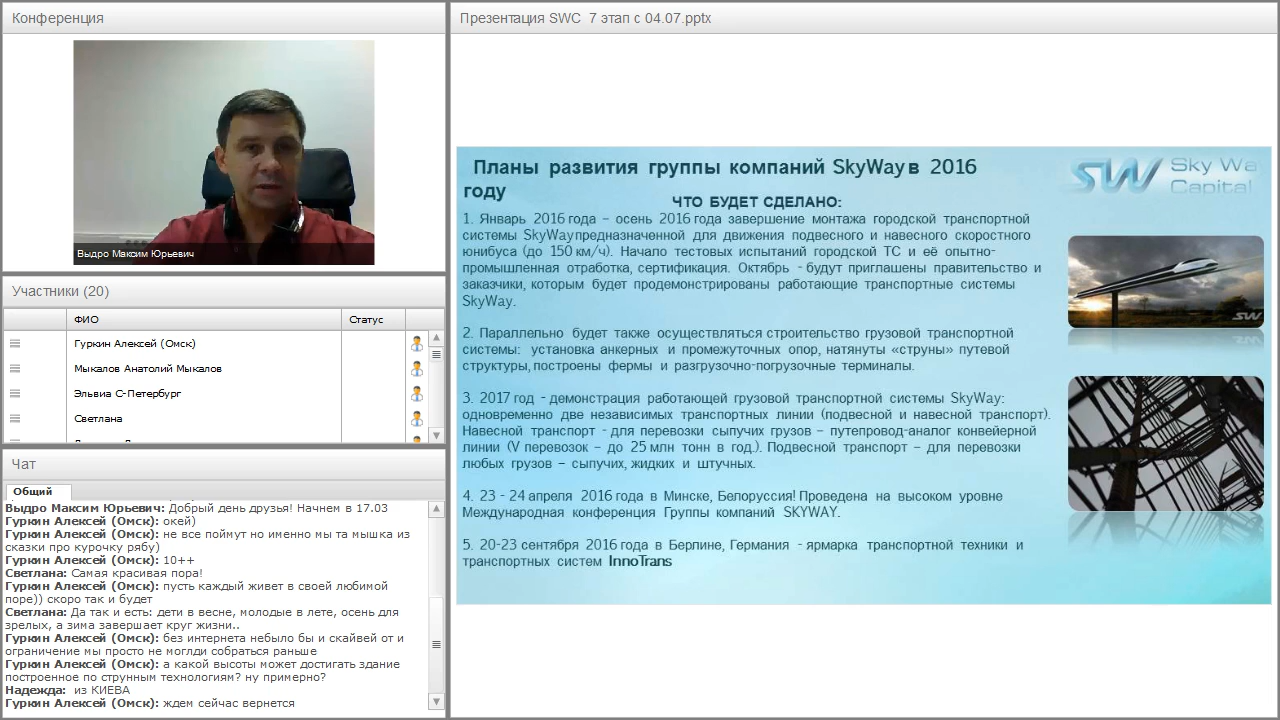 Конференция
Выдро Максим Юрьевич
Участники (20)
ФИО
Статус
Гуркин Алексей (Омск)
Мыкалов Анатолий Мыкалов
Эльвиа С-Петербург
Светлана
Чат
Общий
Выдро Максим Юрьевич: Добрый день друзья! Начнем в 17.03
Гуркин Алексей (Омск): окей)
Гуркин Алексей (Омск): не все поймут но именно мы та мышка из
сказки про курочку рябу)
Гуркин Алексей (Омск): 10++
Светлана: Самая красивая пора!
Гуркин Алексей (Омск): пусть каждый живет в своей любимой
поре)) скоро так и будет
Светлана: Да так и есть: дети в весне, молодые в лете, осень для
зрелых, а зима завершает круг жизни..
Гуркин Алексей (Омск): без интернета небыло бы и скайвей от и
ограничение мы просто не моглди собраться раньше
Гуркин Алексей (Омск): а какой высоты может достигать здание
построенное по струнным технологиям? ну примерно?
Надежда: из КИЕВА
Гуркин Алексей (Омск): ждем сейчас вернется
Презентация SWC 7 этап с 04.07.pptx
Планы развития группы компаний SkyWay в 2016
году
ЧТО БУДЕТ СДЕЛАНО:
1. Январь 2016 года – осень 2016 года завершение монтажа городской транспортной
системы SkyWay предназначенной для движения подвесного и навесного скоростного
юнибуса (до 150 км/ч). Начало тестовых испытаний городской ТС и её опытно-
промышленная отработка, сертификация. Октябрь - будут приглашены правительство и
заказчики, которым будет продемонстрированы работающие транспортные системы
SkyWay.
2. Параллельно будет также осуществляться строительство грузовой транспортной
системы: установка анкерных и промежуточных опор, натянуты «струны» путевой
структуры, построены фермы и разгрузочно-погрузочные терминалы.
3. 2017 год - демонстрация работающей грузовой транспортной системы SkyWay:
одновременно две независимых транспортных линии (подвесной и навесной транспорт).
Навесной транспорт - для перевозки сыпучих грузов – путепровод-аналог конвейерной
линии (V перевозок – до 25 млн тонн в год.). Подвесной транспорт – для перевозки
любых грузов – сыпучих, жидких и штучных.
4. 23 - 24 апреля 2016 года в Минске, Белоруссия! Проведена на высоком уровне
Международная конференция Группы компаний SKYWAY.
5. 20-23 сентября 2016 года в Берлине, Германия - ярмарка транспортной техники и
транспортных систем InnoTrans
SW Sky Wa
Capital
SW